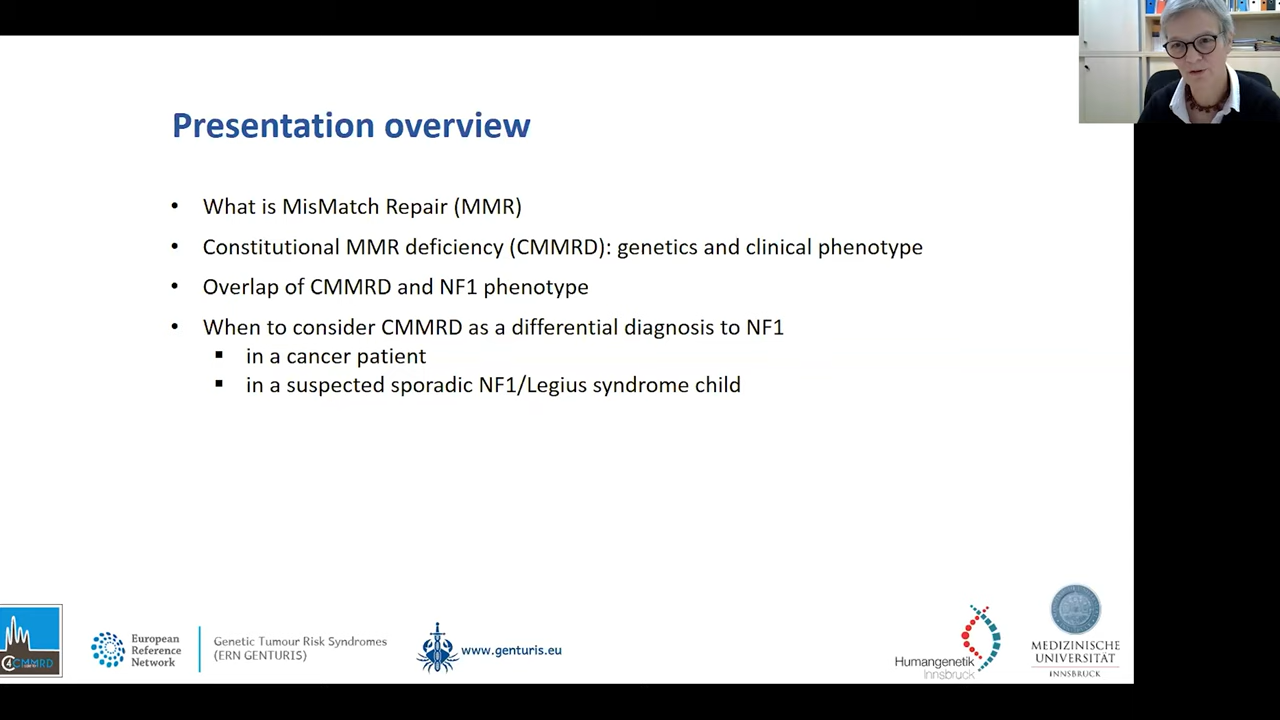 Presentation overview
• What is MisMatch Repair (MMR)
• Constitutional MMR deficiency (CMMRD): genetics and clinical phenotype
• Overlap of CMMRD and NF1 phenotype
• When to consider CMMRD as a differential diagnosis to NF1
▪ in a cancer patient
▪ in a suspected sporadic NF1/Legius syndrome child
C4CMMRD
European
Reference
Network
Genetic Tumour Risk Syndromes
(ERN GENTURIS)
www.genturis.eu
Humangenetik
Innsbruck
MEDIZINISCHE
UNIVERSITÄT
INNSBRUCK